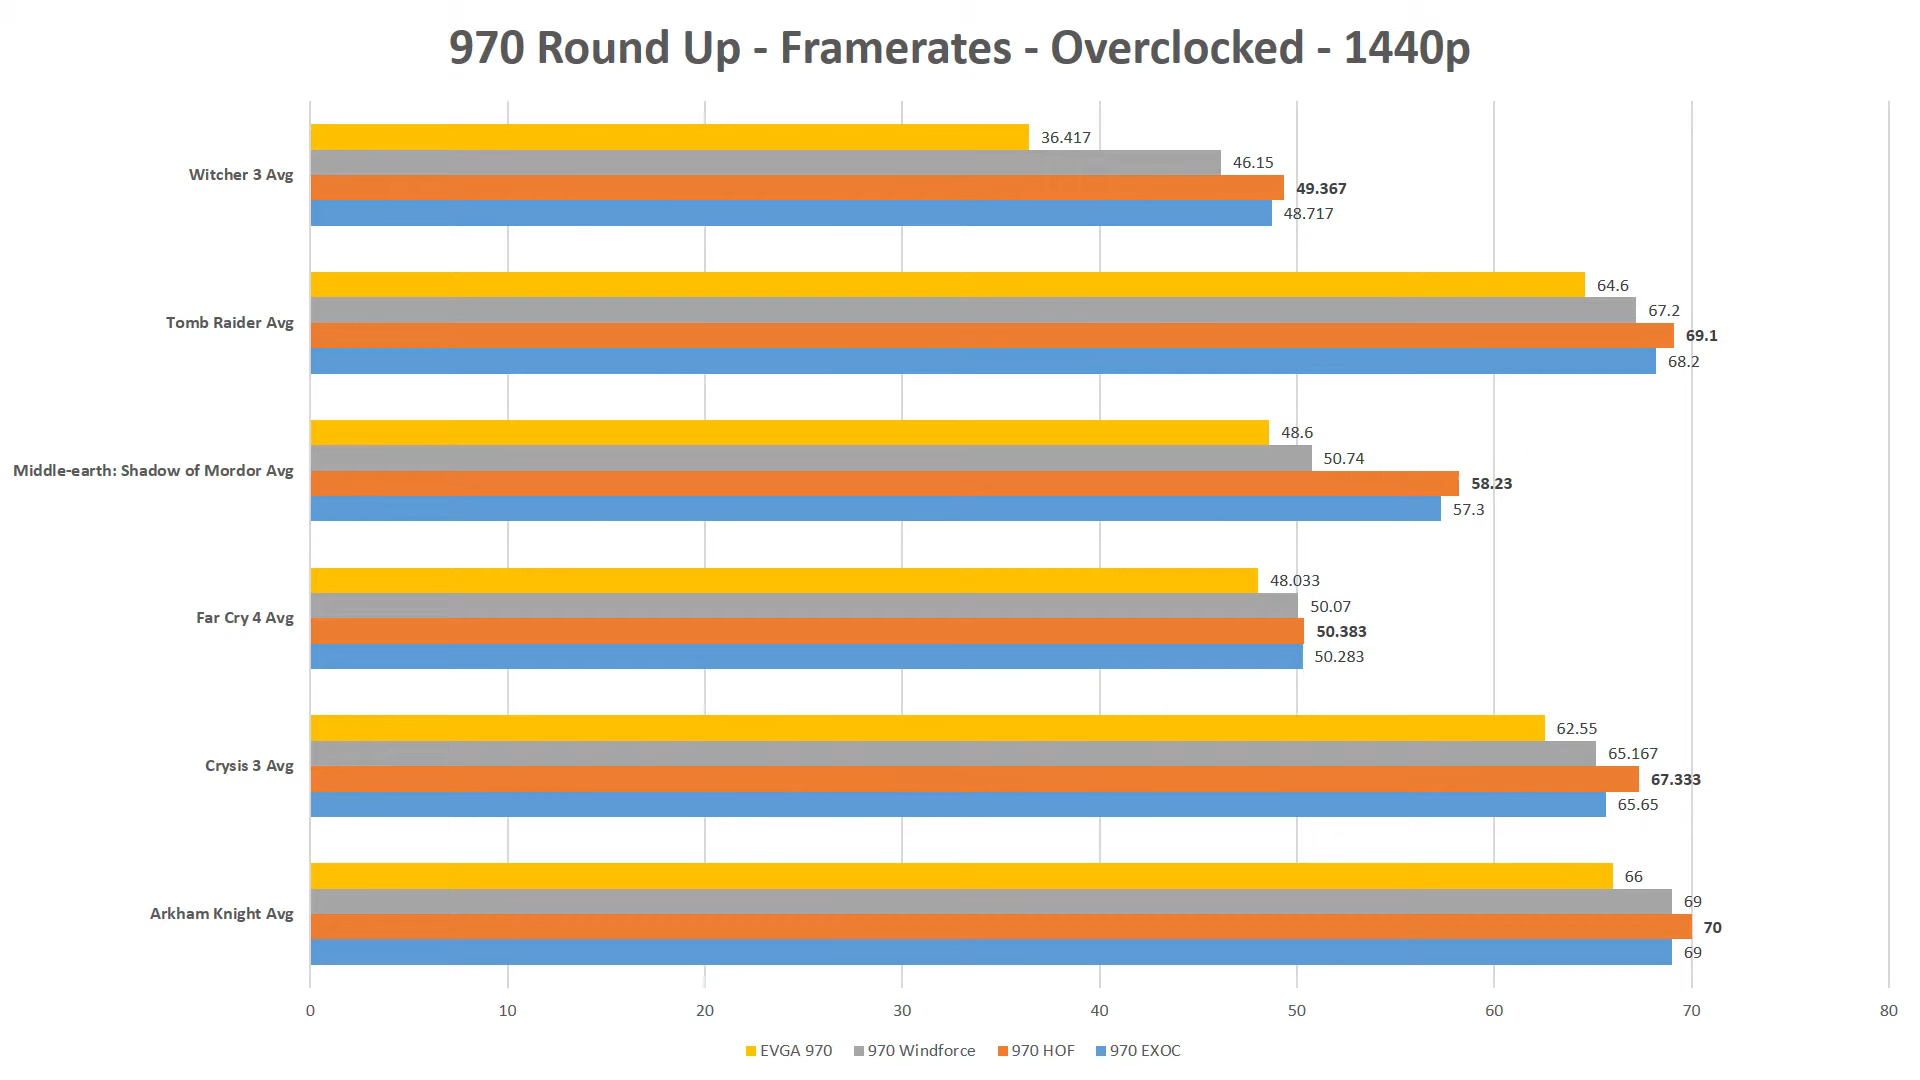 970 Round Up - Framerates - Overclocked - 1440p
Witcher 3 Avg
36.417
46.15
49.367
48.717
Tomb Raider Avg
64.6
67.2
69.1
68.2
Middle-earth: Shadow of Mordor Avg
48.6
50.74
58.23
57.3
Far Cry 4 Avg
48.033
50.07
50.383
50.283
Crysis 3 Avg
62.55
65.167
67.333
65.65
Arkham Knight Avg
66
69
70
69
0 10 20 30 40 50 60 70 80
EVGA 970 970 Windforce 970 HOF 970 EXOC